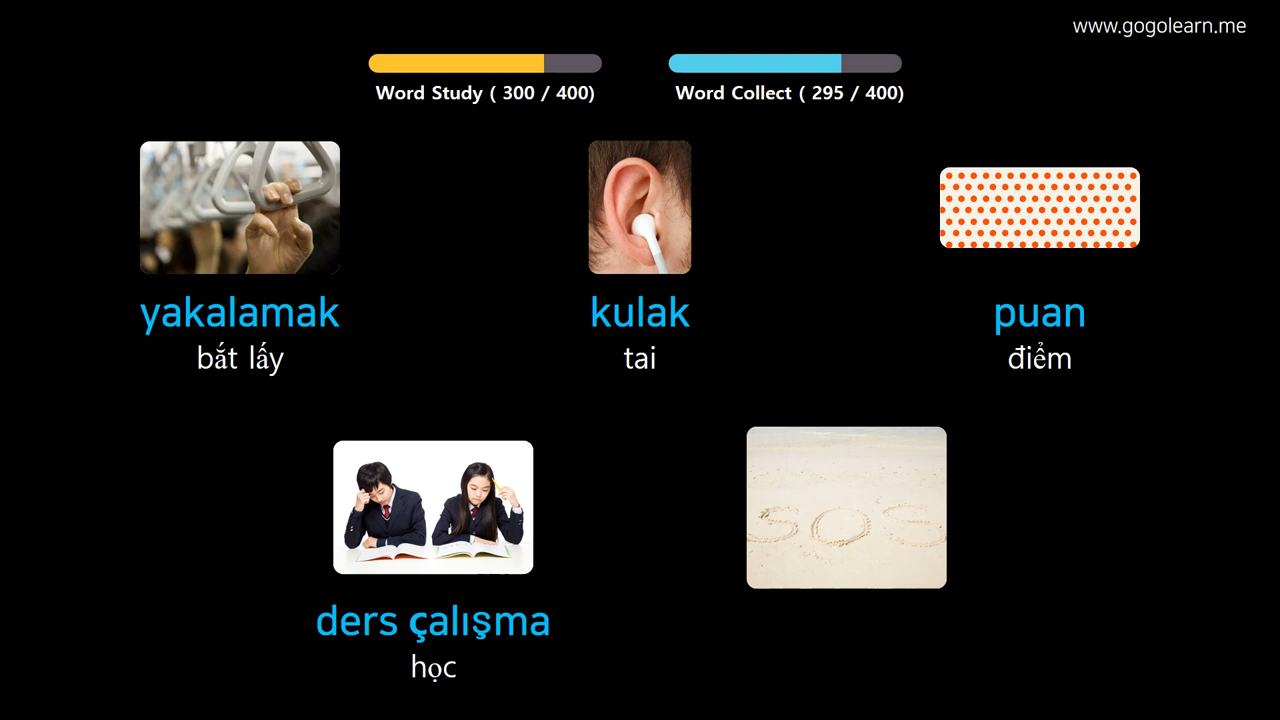 www.gogolearn.me
Word Study ( 300 / 400)
Word Collect ( 295 / 400)
yakalamak
bắt lấy
kulak
tai
puan
điểm
SOS
ders çalışma
học